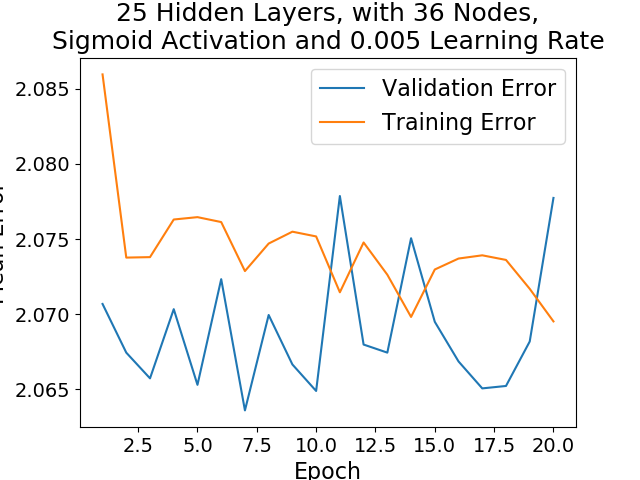 25 Hidden Layers, with 36 Nodes,
Sigmoid Activation and 0.005 Learning Rate
Validation Error
Training Error
2.085
2.080
2.075
2.070
2.065
2.5 5.0 7.5 10.0 12.5 15.0 17.5 20.0
Epoch